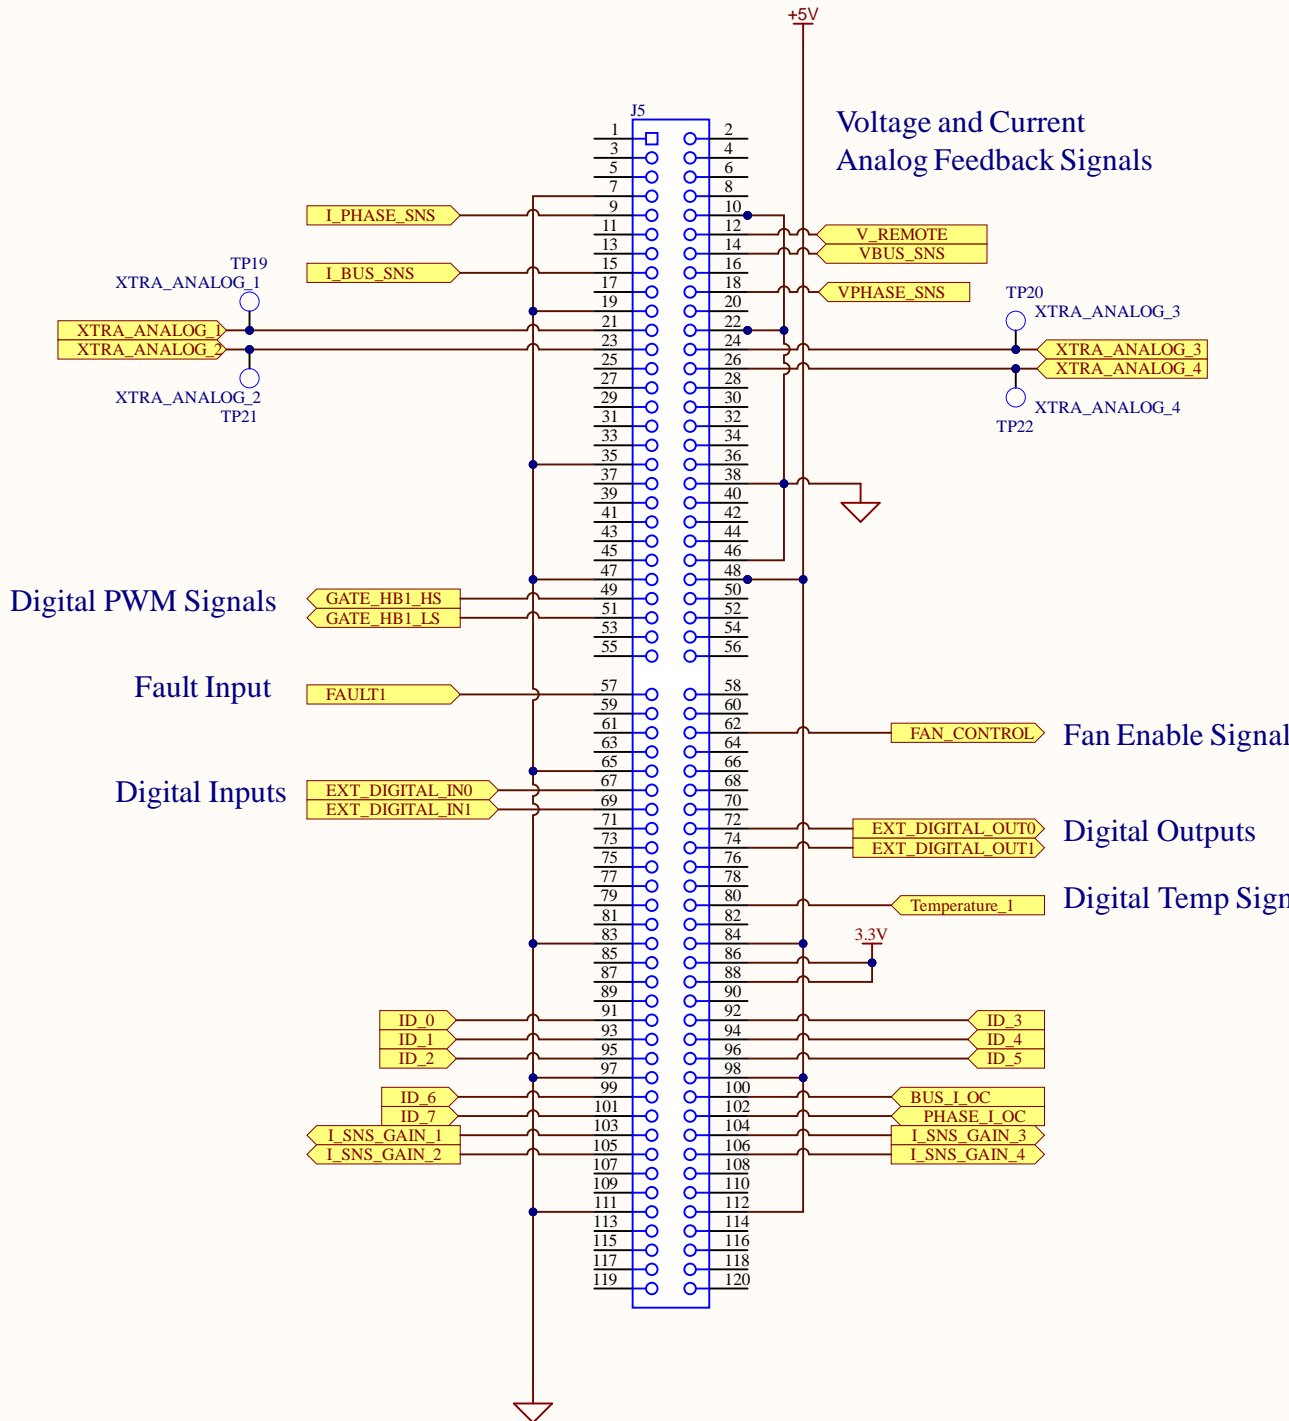 +5V
J5
Voltage and Current
Analog Feedback Signals
1 2
3 4
5 6
7 8
I_PHASE_SNS 9 10
11 12 V_REMOTE
13 14 VBUS_SNS
I_BUS_SNS 15 16
17 18 VPHASE_SNS
TP19
XTRA_ANALOG_1
19 20
TP20
XTRA_ANALOG_3
XTRA_ANALOG_1 21 22
XTRA_ANALOG_2 23 24 XTRA_ANALOG_3
25 26 XTRA_ANALOG_4
27 28
XTRA_ANALOG_2
TP21
29 30
XTRA_ANALOG_4
TP22
31 32
33 34
35 36
37 38
39 40
41 42
43 44
45 46
47 48
Digital PWM Signals
GATE_HB1_HS 49 50
GATE_HB1_LS 51 52
53 54
55 56
Fault Input
FAULT1 57 58
59 60
61 62 FAN_CONTROL
Fan Enable Signal
63 64
65 66
Digital Inputs
EXT_DIGITAL_IN0 67 68
EXT_DIGITAL_IN1 69 70
71 72 EXT_DIGITAL_OUT0
Digital Outputs
73 74 EXT_DIGITAL_OUT1
75 76
77 78
79 80 Temperature_1
Digital Temp Sign
81 82
83 84
3.3V
85 86
87 88
89 90
ID_0 91 92 ID_3
ID_1 93 94 ID_4
ID_2 95 96 ID_5
97 98
ID_6 99 100 BUS_I_OC
ID_7 101 102 PHASE_I_OC
I_SNS_GAIN_1 103 104 I_SNS_GAIN_3
I_SNS_GAIN_2 105 106 I_SNS_GAIN_4
107 108
109 110
111 112
113 114
115 116
117 118
119 120